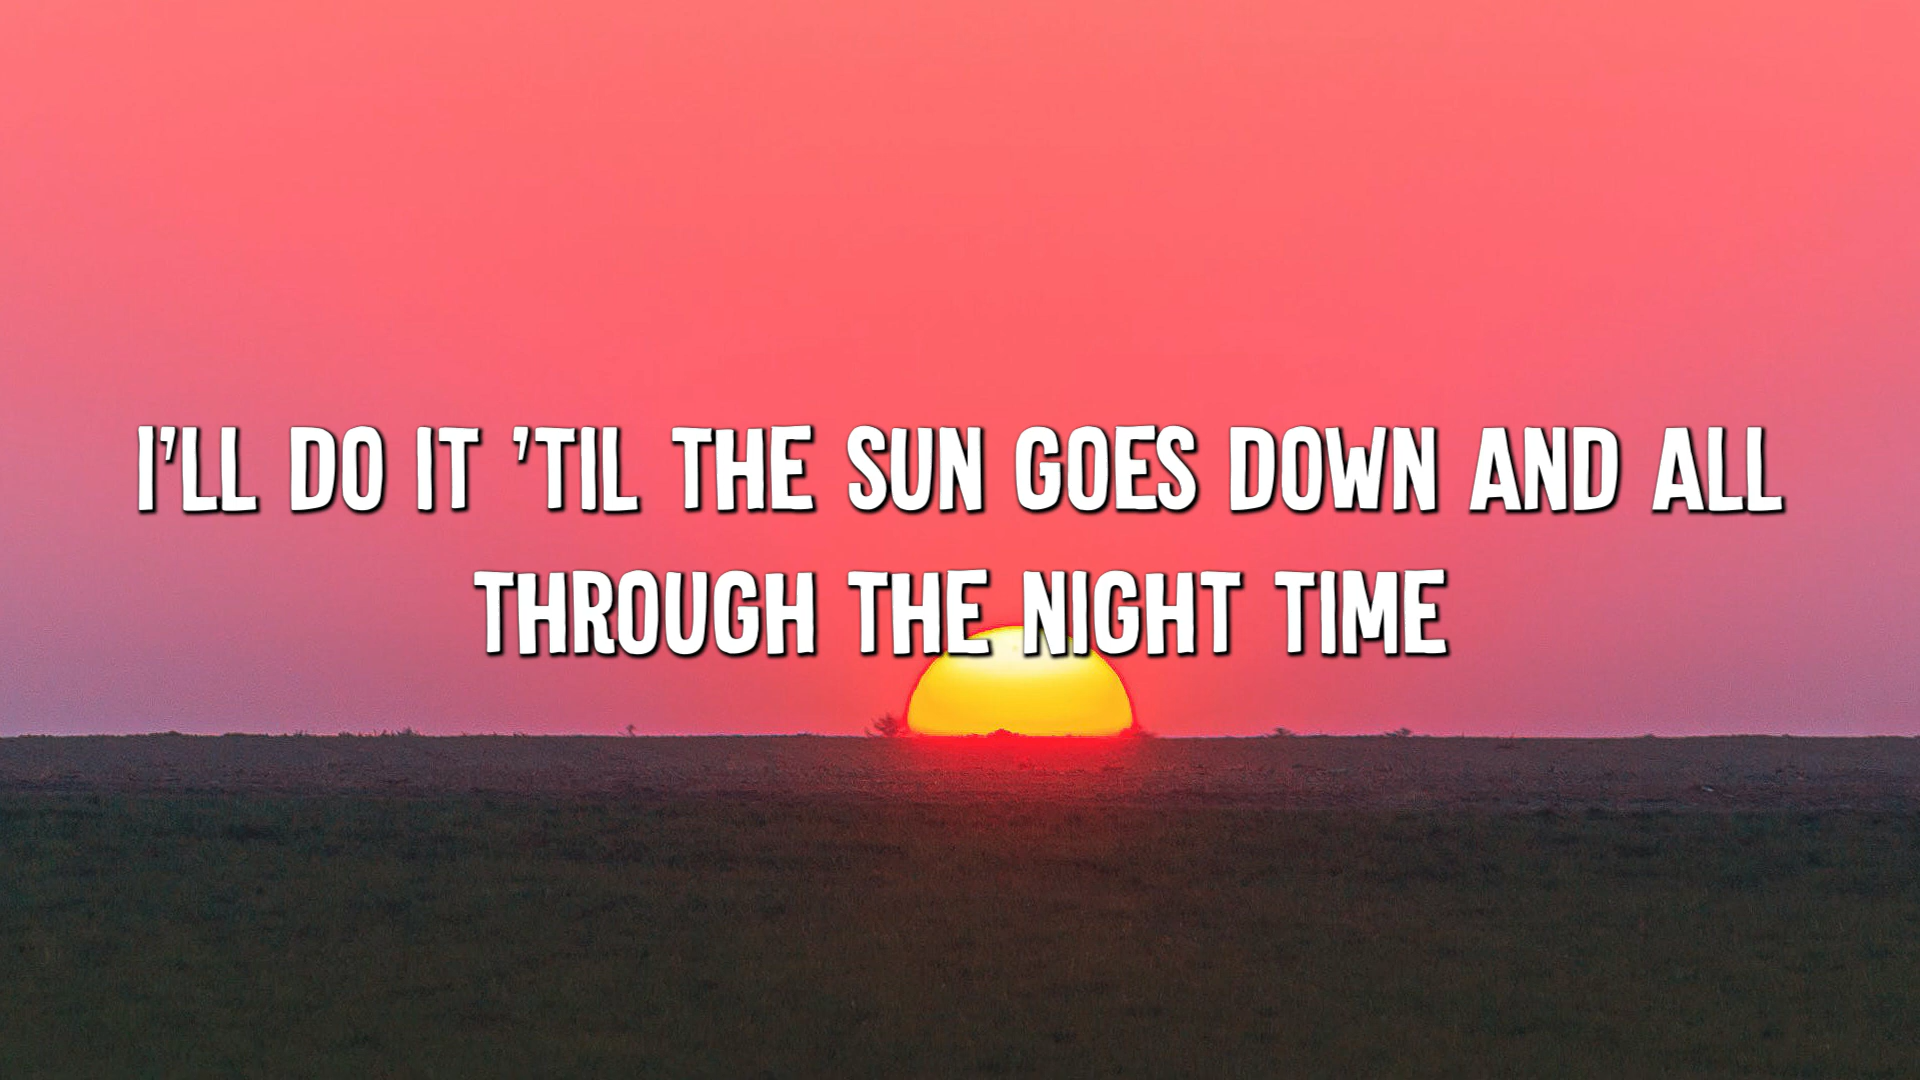 I'LL DO IT 'TIL THE SUN GOES DOWN AND ALL
THROUGH THE NIGHT TIME